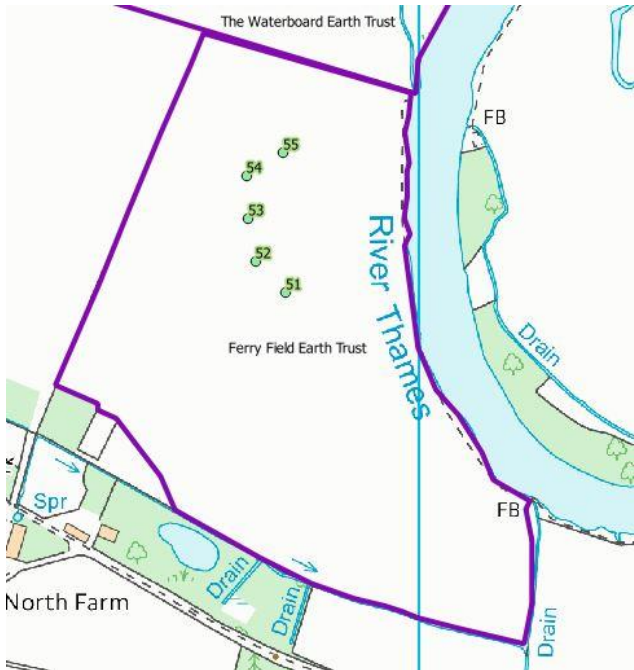 The Waterboard Earth Trust
FB
55
54
53
52
51
River Thames
Ferry Field Earth Trust
Drain
Spr
FB
Drain
Drain
North Farm
Drain